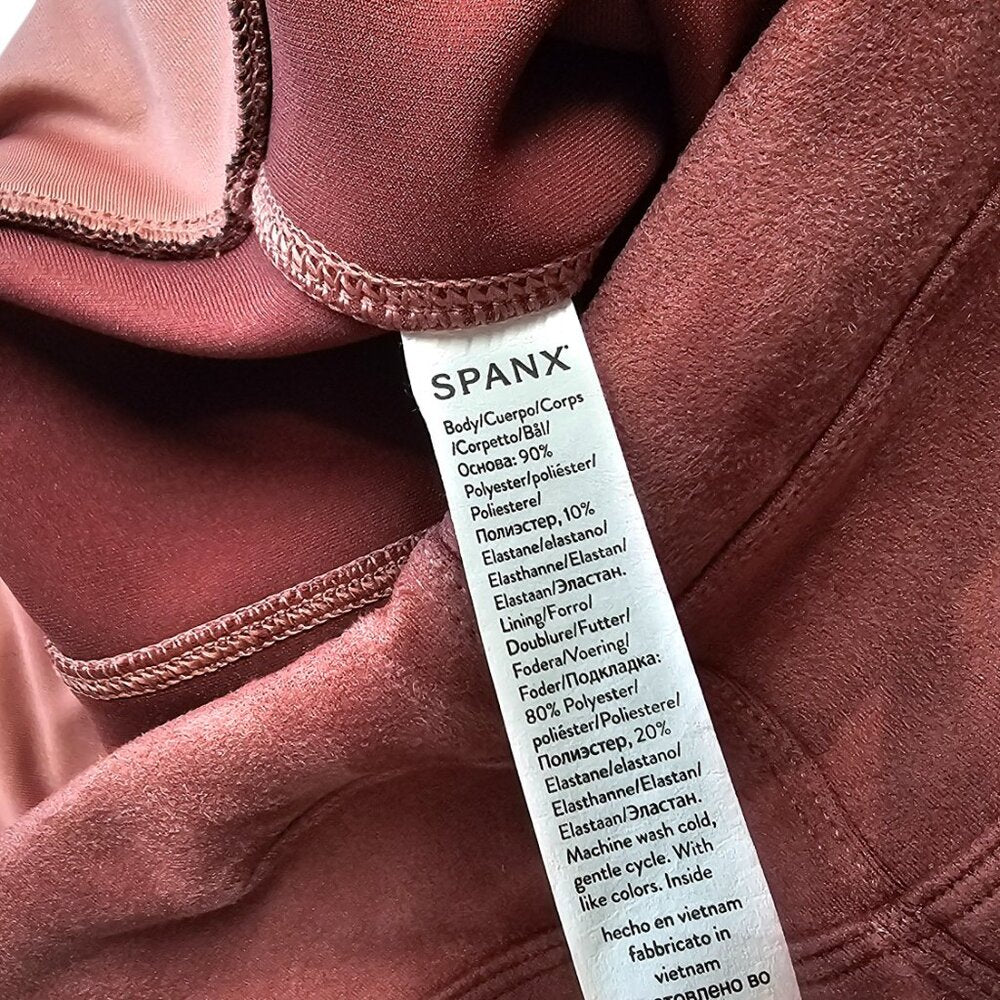 SPANX
Body/Cuerpo/Corps
/Corpetto/Bål/
Основа: 90%
Polyester/poliéster/
Poliestere/
Полиэстер, 10%
Elastane/elastano/
Elasthanne/Elastan/
Elastaan/Эластан.
Lining/Forro/
Doublure/Futter/
Fodera/Voering/
Foder/Подкладка:
80% Polyester/
poliéster/Poliestere/
Полиэстер, 20%
Elastane/elastano/
Elasthanne/Elastan/
Elastaan/Эластан.
Machine wash cold,
gentle cycle. With
like colors. Inside
hecho en vietnam
fabbricato in
vietnam
во